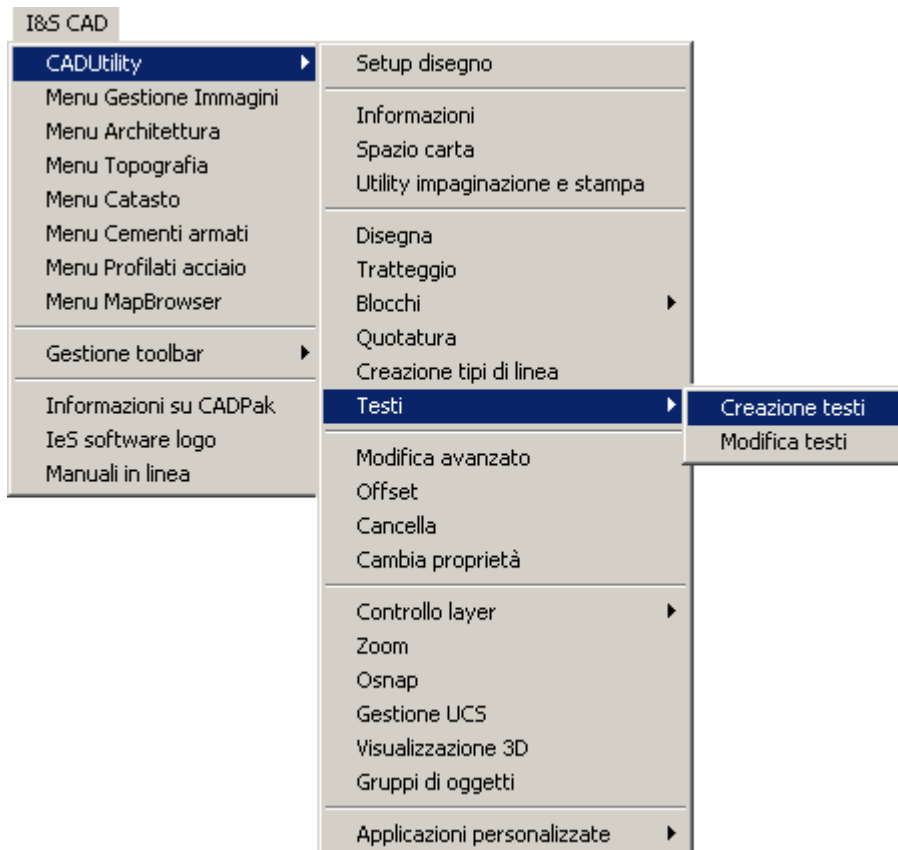 I&S CAD
CADUtility
Menu Gestione Immagini
Menu Architettura
Menu Topografia
Menu Catasto
Menu Cementi armati
Menu Profilati acciaio
Menu MapBrowser
Gestione toolbar
Informazioni su CADPak
IeS software logo
Manuali in linea
Setup disegno
Informazioni
Spazio carta
Utility impaginazione e stampa
Disegna
Tratteggio
Blocchi
Quotatura
Creazione tipi di linea
Testi
Modifica avanzato
Offset
Cancella
Cambia proprietà
Controllo layer
Zoom
Osnap
Gestione UCS
Visualizzazione 3D
Gruppi di oggetti
Applicazioni personalizzate
Creazione testi
Modifica testi